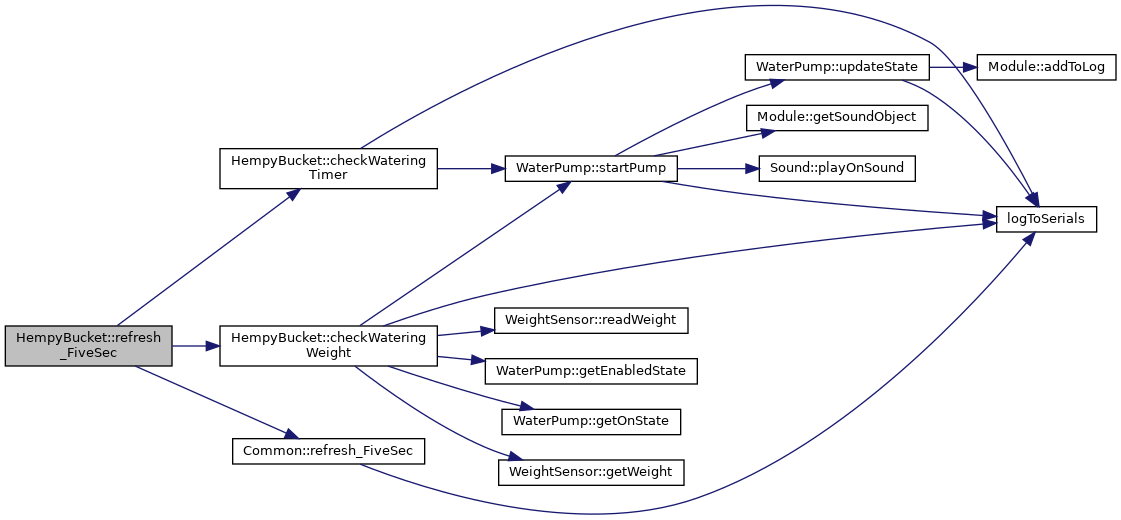 WaterPump::updateState
Module::addToLog
Module::getSoundObject
HempyBucket::checkWatering
Timer
WaterPump::startPump
Sound::playOnSound
logToSerials
WeightSensor::readWeight
HempyBucket::refresh
_FiveSec
HempyBucket::checkWatering
Weight
WaterPump::getEnabledState
WaterPump::getOnState
Common::refresh_FiveSec
WeightSensor::getWeight